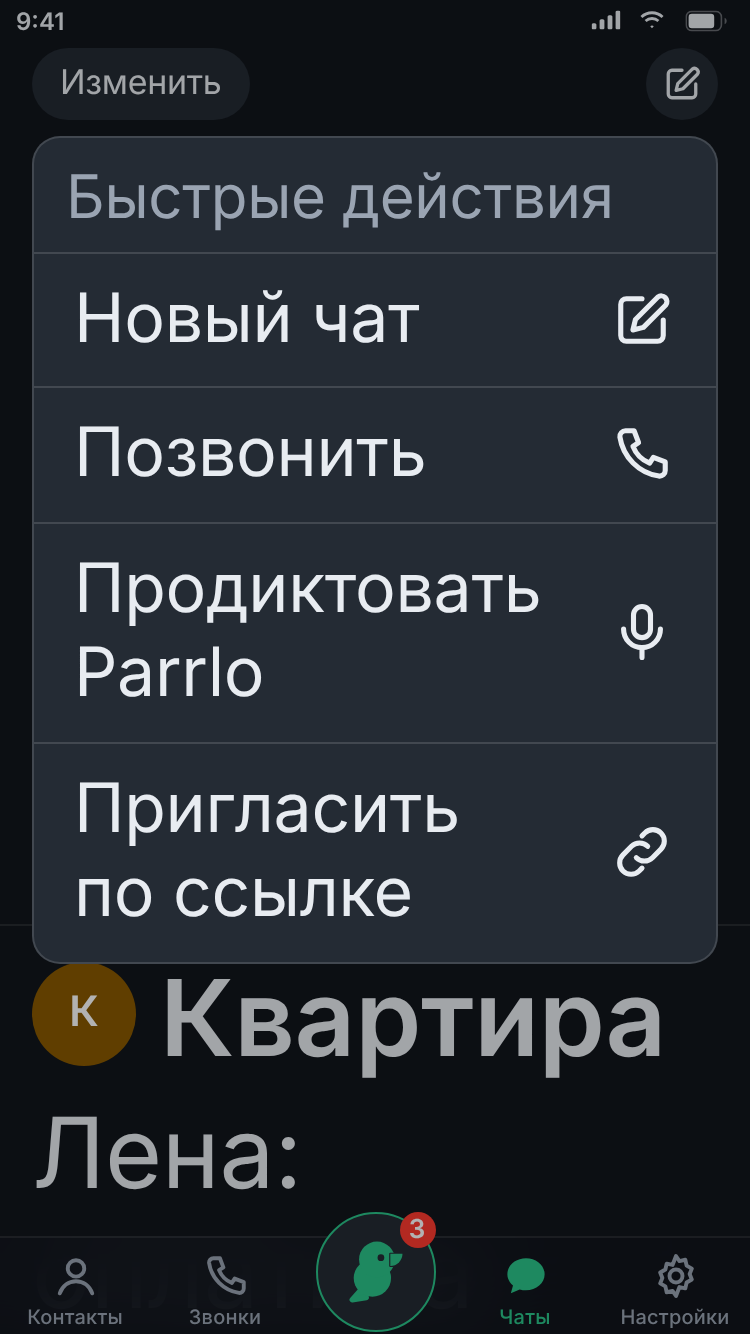 9:41
Изменить
Быстрые действия
Новый чат
Позвонить
Продиктовать
Parrlo
Пригласить
по ссылке
К
Квартира
Лена:
3
Контакты
Звонки
Чаты
Настройки